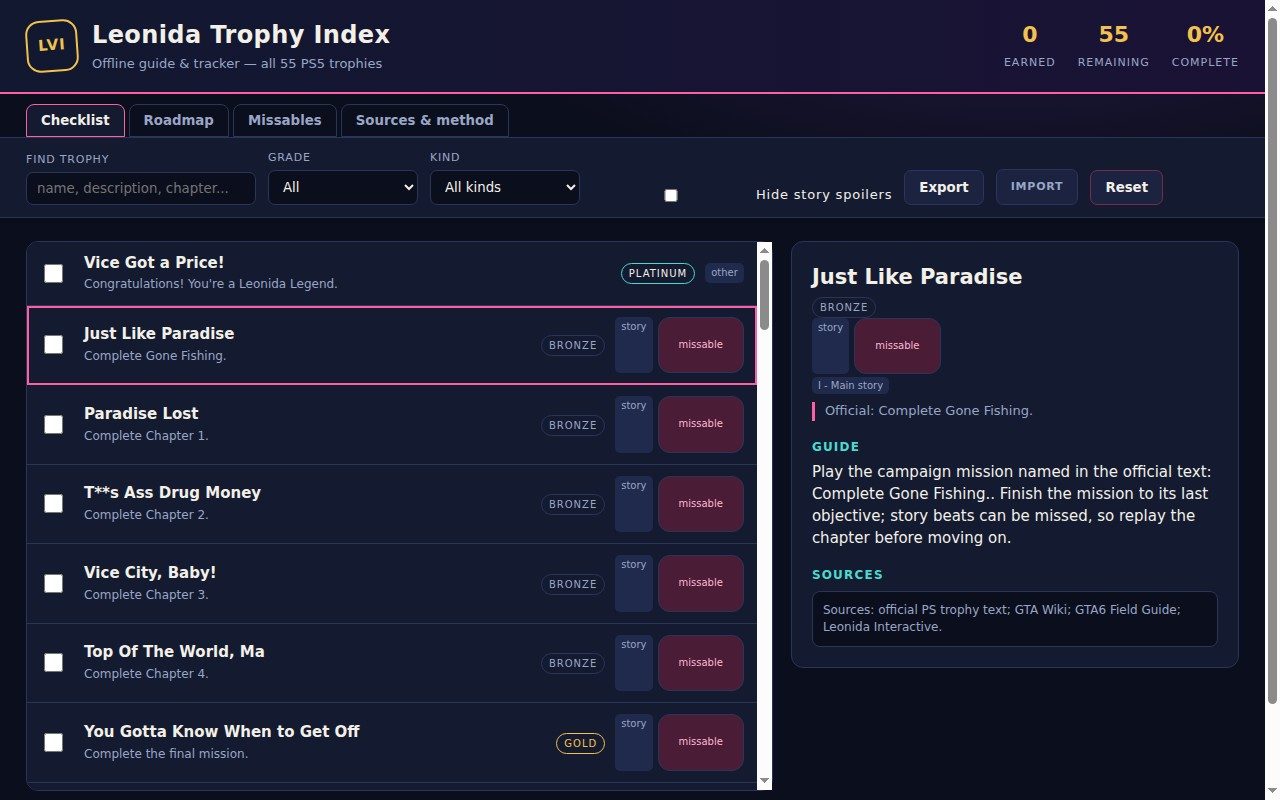 LVI
Leonida Trophy Index
Offline guide & tracker — all 55 PS5 trophies
0
EARNED
55
REMAINING
0%
COMPLETE
Checklist
Roadmap
Missables
Sources & method
FIND TROPHY
name, description, chapter...
GRADE
All
KIND
All kinds
Hide story spoilers
Export
IMPORT
Reset
Vice Got a Price!
Congratulations! You're a Leonida Legend.
PLATINUM
other
Just Like Paradise
Complete Gone Fishing.
BRONZE
story
missable
Paradise Lost
Complete Chapter 1.
BRONZE
story
missable
T**s Ass Drug Money
Complete Chapter 2.
BRONZE
story
missable
Vice City, Baby!
Complete Chapter 3.
BRONZE
story
missable
Top Of The World, Ma
Complete Chapter 4.
BRONZE
story
missable
You Gotta Know When to Get Off
Complete the final mission.
GOLD
story
missable
Just Like Paradise
BRONZE
story
missable
I - Main story
Official: Complete Gone Fishing.
GUIDE
Play the campaign mission named in the official text:
Complete Gone Fishing.. Finish the mission to its last
objective; story beats can be missed, so replay the
chapter before moving on.
SOURCES
Sources: official PS trophy text; GTA Wiki; GTA6 Field Guide;
Leonida Interactive.